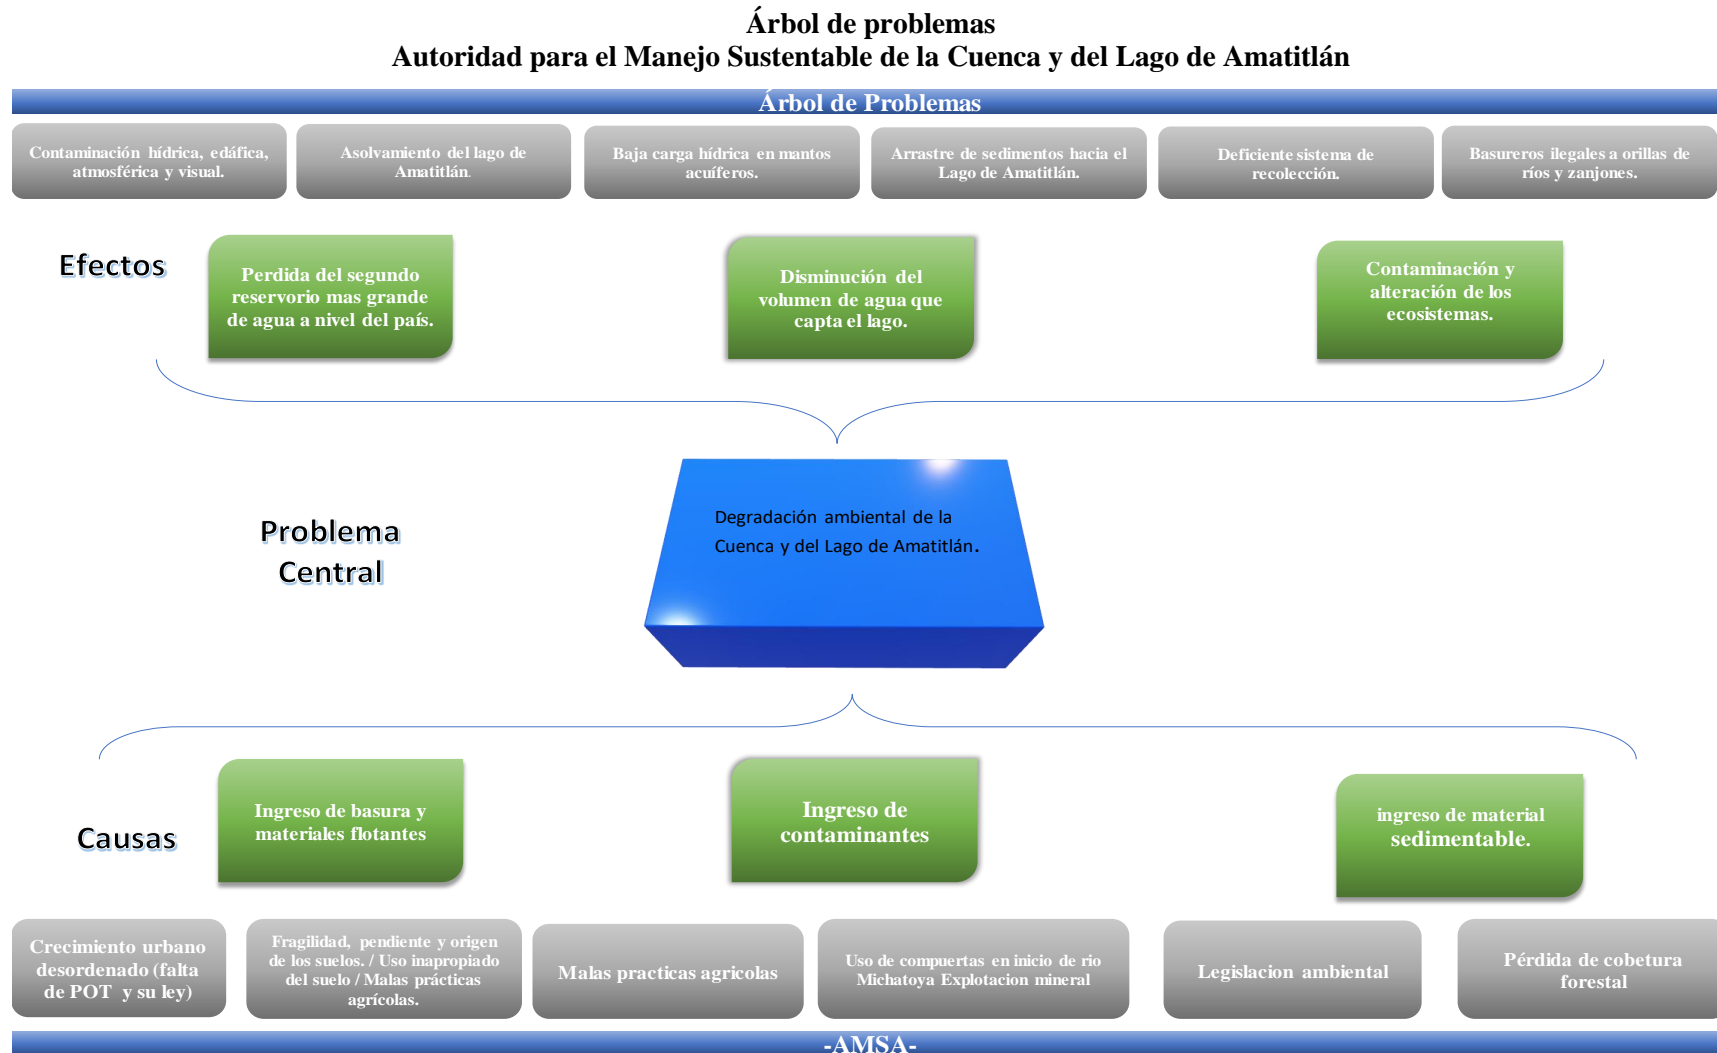 Árbol de problemas
Autoridad para el Manejo Sustentable de la Cuenca y del Lago de Amatitlán
Árbol de Problemas
Contaminación hídrica, edáfica,
atmosférica y visual.
Asolvamiento del lago de
Amatitlán.
Baja carga hídrica en mantos
acuíferos.
Arrastre de sedimentos hacia el
Lago de Amatitlán.
Deficiente sistema de
recolección.
Basureros ilegales a orillas de
ríos y zanjones.
Efectos
Perdida del segundo
reservorio mas grande
de agua a nivel del país.
Disminución del
volumen de agua que
capta el lago.
Contaminación y
alteración de los
ecosistemas.
Problema
Central
Degradación ambiental de la
Cuenca y del Lago de Amatitlán.
Causas
Ingreso de basura y
materiales flotantes
Ingreso de
contaminantes
ingreso de material
sedimentable.
Crecimiento urbano
desordenado (falta
de POT y su ley)
Fragilidad, pendiente y origen
de los suelos. / Uso inapropiado
del suelo / Malas prácticas
agrícolas.
Malas practicas agricolas
Uso de compuertas en inicio de rio
Michatoya Explotacion mineral
Legislacion ambiental
Pérdida de cobetura
forestal
-AMSA-